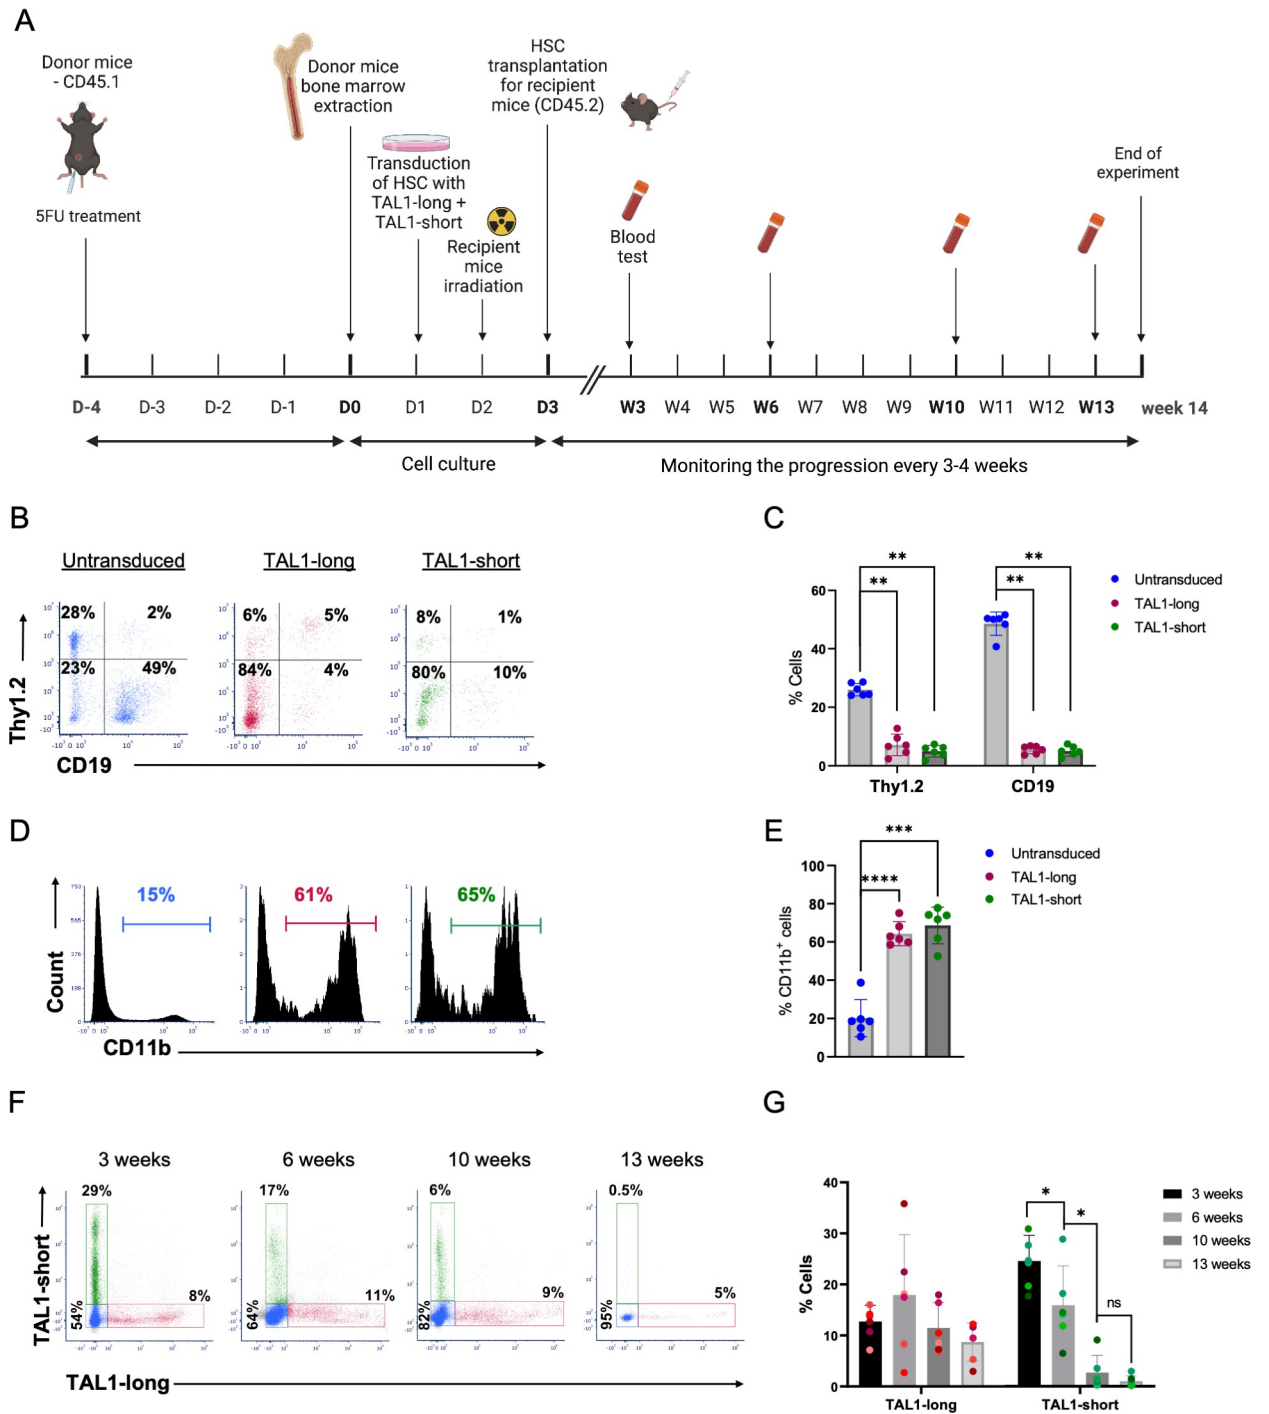 A
Donor mice
- CD45.1
5FU treatment
Donor mice
bone marrow
extraction
Transduction
of HSC with
TAL1-long +
TAL1-short
Recipient
mice
irradiation
HSC
transplantation
for recipient
mice (CD45.2)
Blood
test
End of
experiment
D-4 D-3 D-2 D-1 D0 D1 D2 D3 W3 W4 W5 W6 W7 W8 W9 W10 W11 W12 W13 week 14
Cell culture
Monitoring the progression every 3-4 weeks
B
Untransduced TAL1-long TAL1-short
28% 2% 6% 5% 8% 1%
23% 49% 84% 4% 80% 10%
Thy1.2
CD19
C
** **
** **
% Cells
60
40
20
0
Thy1.2 CD19
Untransduced
TAL1-long
TAL1-short
D
15% 61% 65%
Count
753
565
376
198
CD11b
E
***
****
% CD11b+ cells
100
80
60
40
20
0
Untransduced
TAL1-long
TAL1-short
F
3 weeks 6 weeks 10 weeks 13 weeks
29% 17% 6% 0.5%
8% 11% 9% 5%
54% 64% 82% 95%
TAL1-short
TAL1-long
G
% Cells
40
30
20
10
0
*
*
ns
TAL1-long TAL1-short
3 weeks
6 weeks
10 weeks
13 weeks